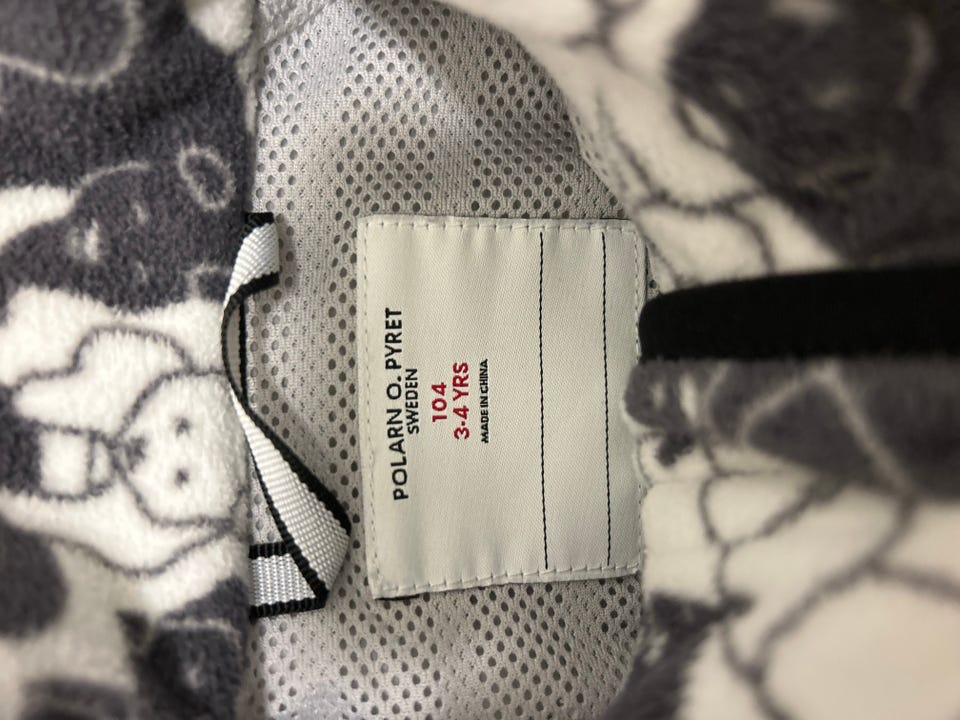 POLARN O. PYRET
SWEDEN
104
3-4 YRS
MADE IN CHINA